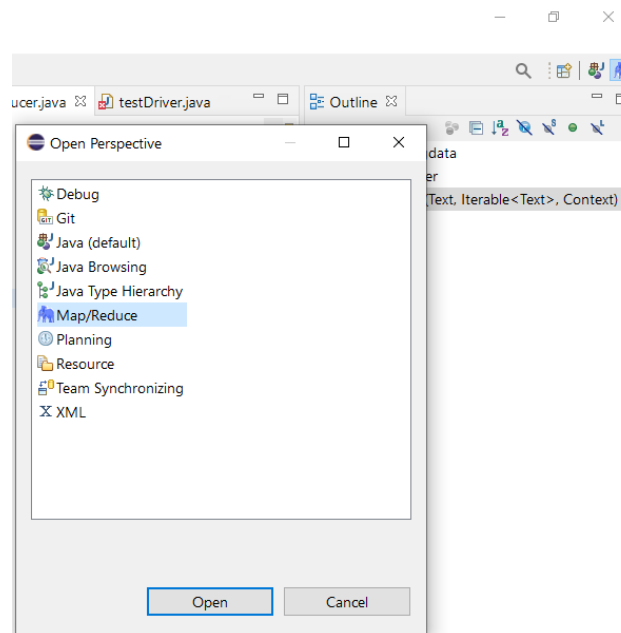 ucer.java testDriver.java Outline
Open Perspective
data
er
(Text, Iterable<Text>, Context)
Debug
Git
Java (default)
Java Browsing
Java Type Hierarchy
Map/Reduce
Planning
Resource
Team Synchronizing
XML
Open Cancel